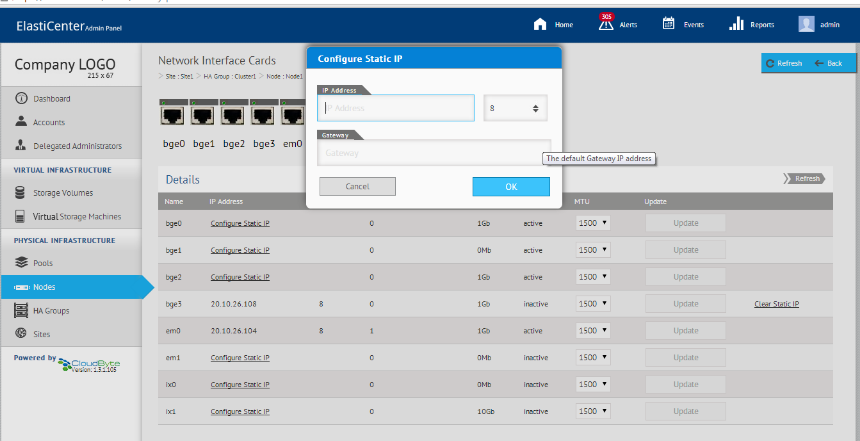 ElastiCenter Admin Panel
Home
305
Alerts
Events
Reports
admin
Company LOGO
215 x 67
Network Interface Cards
> Site : Site1 > HA Group : Cluster1 > Node : Node1
Refresh
Back
Configure Static IP
IP Address
IP Address
8
Gateway
Gateway
The default Gateway IP address
Cancel
OK
Dashboard
Accounts
Delegated Administrators
VIRTUAL INFRASTRUCTURE
Storage Volumes
Virtual Storage Machines
PHYSICAL INFRASTRUCTURE
Pools
Nodes
HA Groups
Sites
Powered by CloudByte
Version: 1.3.1.105
bge0 bge1 bge2 bge3 em0
Details
Refresh
Name IP Address MTU Update
bge0 Configure Static IP 0 1Gb active 1500 Update
bge1 Configure Static IP 0 0Mb active 1500 Update
bge2 Configure Static IP 0 1Gb active 1500 Update
bge3 20.10.26.108 8 0 1Gb inactive 1500 Update Clear Static IP
em0 20.10.26.104 8 1 1Gb active 1500 Update
em1 Configure Static IP 0 0Mb inactive 1500 Update
ix0 Configure Static IP 0 0Mb inactive 1500 Update
ix1 Configure Static IP 0 10Gb inactive 1500 Update